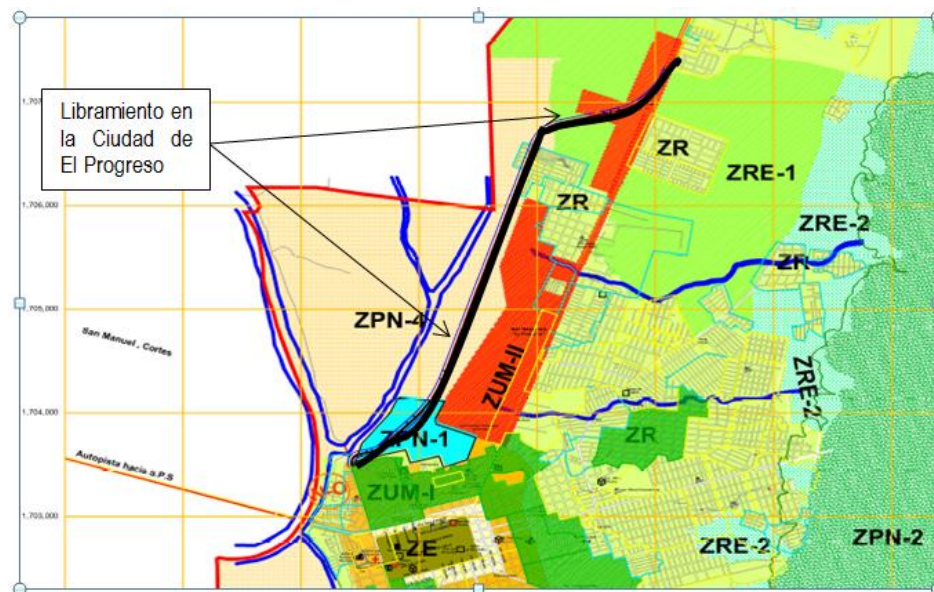 1,707,
Libramiento en
la Ciudad de
El Progreso
ZR
ZRE-1
1,706,000
ZR
ZRE-2
ZR
1,705,000
ZPN-4
San Manuel , Cortes
ZUM-II
ZRE-2
1,704,000
ZPN-1
ZR
Autopista hacia s.P.S
ZUM-I
1,703,000
ZE
ZRE-2
ZPN-2